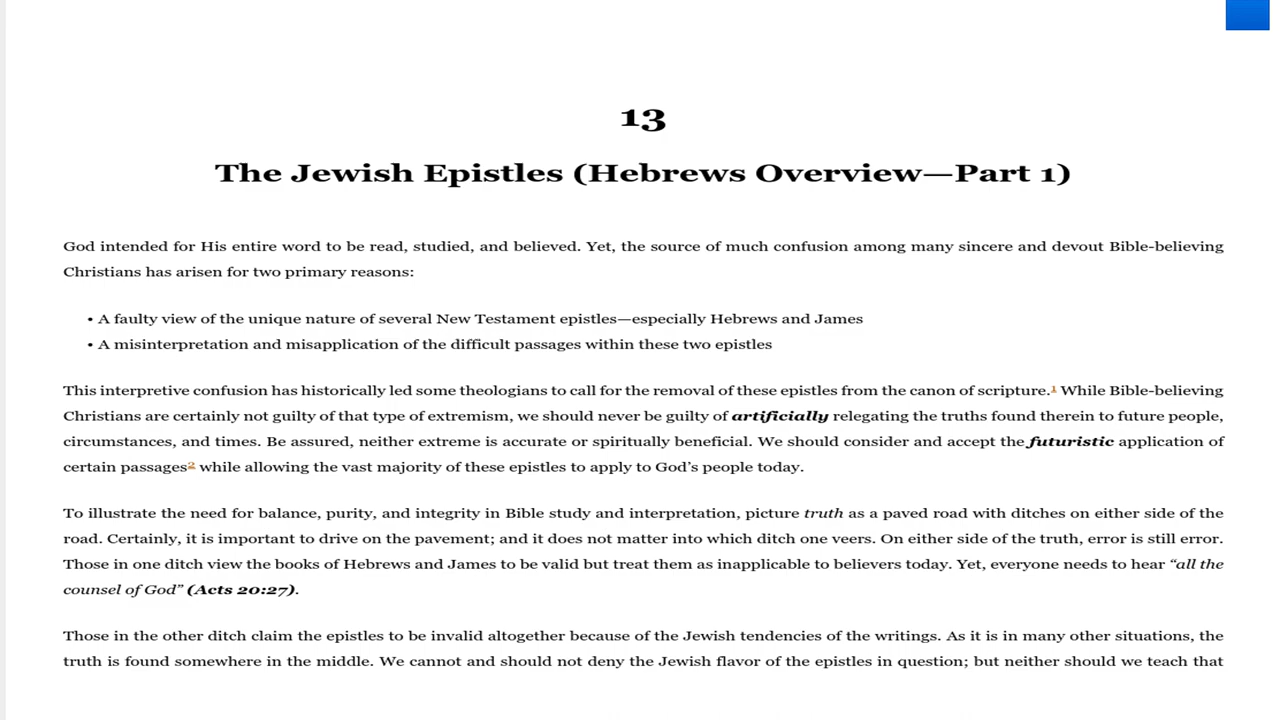 13
The Jewish Epistles (Hebrews Overview—Part 1)
God intended for His entire word to be read, studied, and believed. Yet, the source of much confusion among many sincere and devout Bible-believing
Christians has arisen for two primary reasons:
• A faulty view of the unique nature of several New Testament epistles—especially Hebrews and James
• A misinterpretation and misapplication of the difficult passages within these two epistles
This interpretive confusion has historically led some theologians to call for the removal of these epistles from the canon of scripture.1 While Bible-believing
Christians are certainly not guilty of that type of extremism, we should never be guilty of artificially relegating the truths found therein to future people,
circumstances, and times. Be assured, neither extreme is accurate or spiritually beneficial. We should consider and accept the futuristic application of
certain passages2 while allowing the vast majority of these epistles to apply to God’s people today.
To illustrate the need for balance, purity, and integrity in Bible study and interpretation, picture truth as a paved road with ditches on either side of the
road. Certainly, it is important to drive on the pavement; and it does not matter into which ditch one veers. On either side of the truth, error is still error.
Those in one ditch view the books of Hebrews and James to be valid but treat them as inapplicable to believers today. Yet, everyone needs to hear “all the
counsel of God” (Acts 20:27).
Those in the other ditch claim the epistles to be invalid altogether because of the Jewish tendencies of the writings. As it is in many other situations, the
truth is found somewhere in the middle. We cannot and should not deny the Jewish flavor of the epistles in question; but neither should we teach that